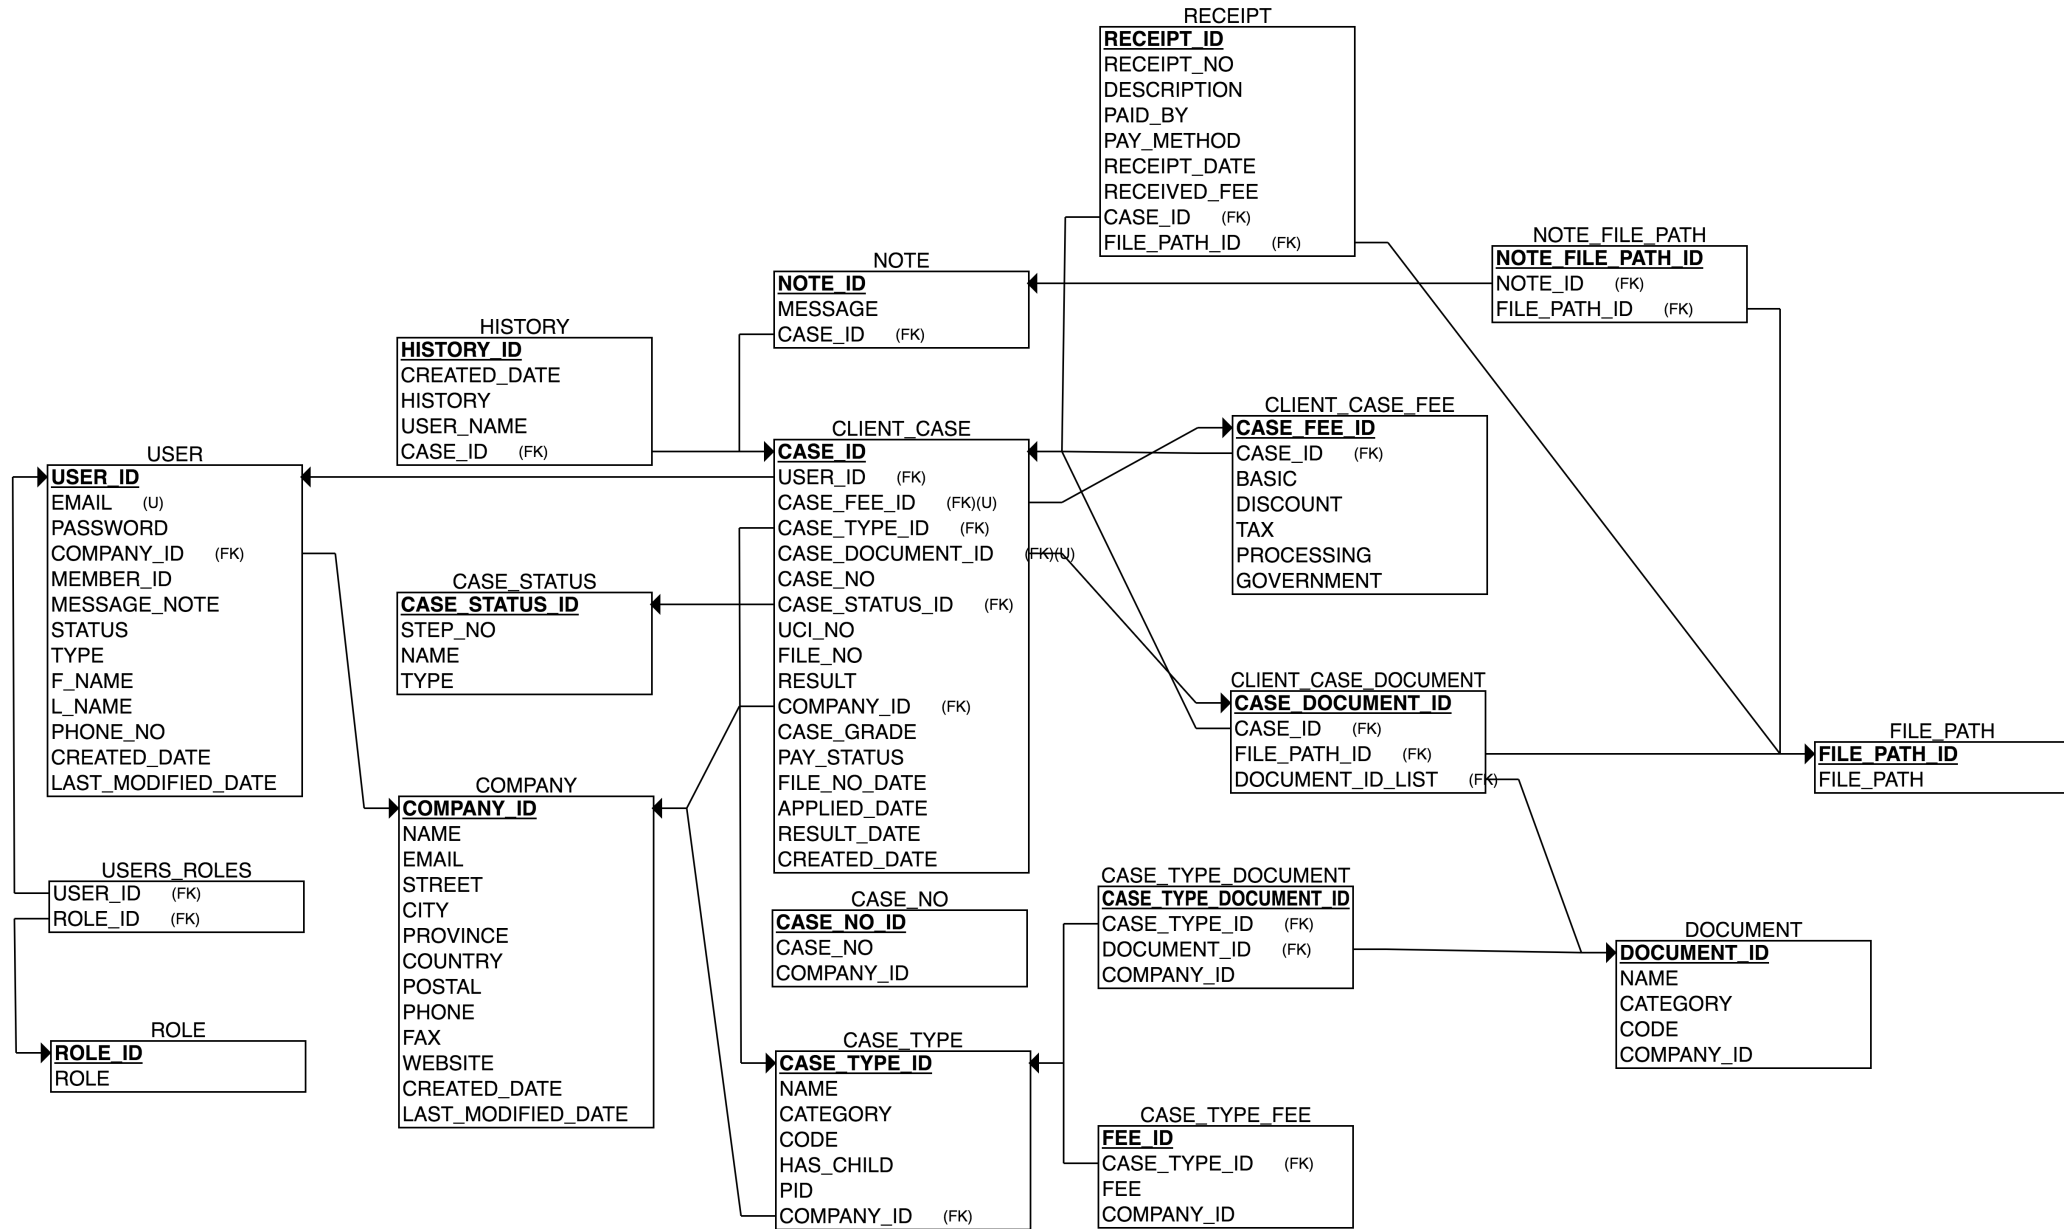 RECEIPT
RECEIPT_ID
RECEIPT_NO
DESCRIPTION
PAID_BY
PAY_METHOD
RECEIPT_DATE
RECEIVED_FEE
CASE_ID (FK)
FILE_PATH_ID (FK)
NOTE_FILE_PATH
NOTE_FILE_PATH_ID
NOTE_ID (FK)
FILE_PATH_ID (FK)
NOTE
NOTE_ID
MESSAGE
CASE_ID (FK)
HISTORY
HISTORY_ID
CREATED_DATE
HISTORY
USER_NAME
CASE_ID (FK)
CLIENT_CASE_FEE
CASE_FEE_ID
CASE_ID (FK)
BASIC
DISCOUNT
TAX
PROCESSING
GOVERNMENT
CLIENT_CASE
CASE_ID
USER_ID (FK)
CASE_FEE_ID (FK)(U)
CASE_TYPE_ID (FK)
CASE_DOCUMENT_ID (FK)(U)
CASE_NO
CASE_STATUS_ID (FK)
UCI_NO
FILE_NO
RESULT
COMPANY_ID (FK)
CASE_GRADE
PAY_STATUS
FILE_NO_DATE
APPLIED_DATE
RESULT_DATE
CREATED_DATE
USER
USER_ID
EMAIL (U)
PASSWORD
COMPANY_ID (FK)
MEMBER_ID
MESSAGE_NOTE
STATUS
TYPE
F_NAME
L_NAME
PHONE_NO
CREATED_DATE
LAST_MODIFIED_DATE
CASE_STATUS
CASE_STATUS_ID
STEP_NO
NAME
TYPE
CLIENT_CASE_DOCUMENT
CASE_DOCUMENT_ID
CASE_ID (FK)
FILE_PATH_ID (FK)
DOCUMENT_ID_LIST (FK)
FILE_PATH
FILE_PATH_ID
FILE_PATH
COMPANY
COMPANY_ID
NAME
EMAIL
STREET
CITY
PROVINCE
COUNTRY
POSTAL
PHONE
FAX
WEBSITE
CREATED_DATE
LAST_MODIFIED_DATE
USERS_ROLES
USER_ID (FK)
ROLE_ID (FK)
CASE_NO
CASE_NO_ID
CASE_NO
COMPANY_ID
CASE_TYPE_DOCUMENT
CASE_TYPE_DOCUMENT_ID
CASE_TYPE_ID (FK)
DOCUMENT_ID (FK)
COMPANY_ID
DOCUMENT
DOCUMENT_ID
NAME
CATEGORY
CODE
COMPANY_ID
ROLE
ROLE_ID
ROLE
CASE_TYPE
CASE_TYPE_ID
NAME
CATEGORY
CODE
HAS_CHILD
PID
COMPANY_ID (FK)
CASE_TYPE_FEE
FEE_ID
CASE_TYPE_ID (FK)
FEE
COMPANY_ID